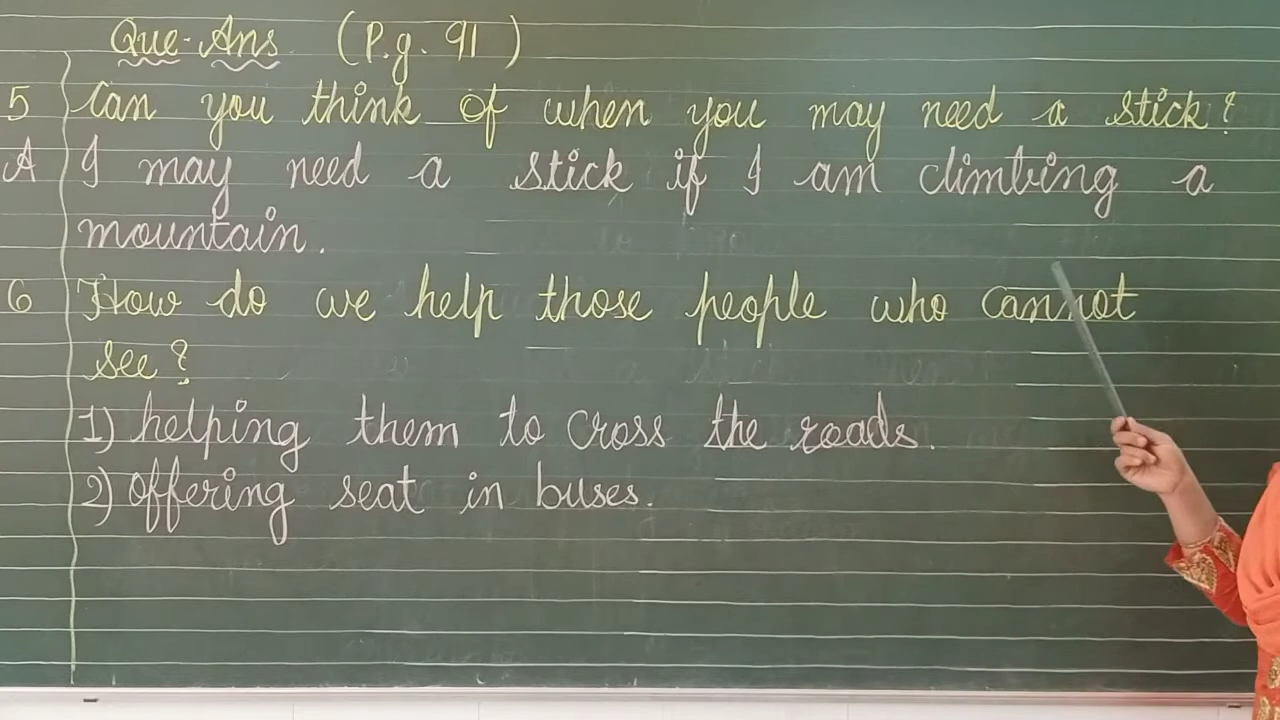 Que-Ans (P.g. 91)
5 Can you think of when you may need a stick?
A I may need a stick if I am climbing a
mountain.
6 How do we help those people who cannot
see?
1) helping them to cross the roads.
2) offering seat in buses.